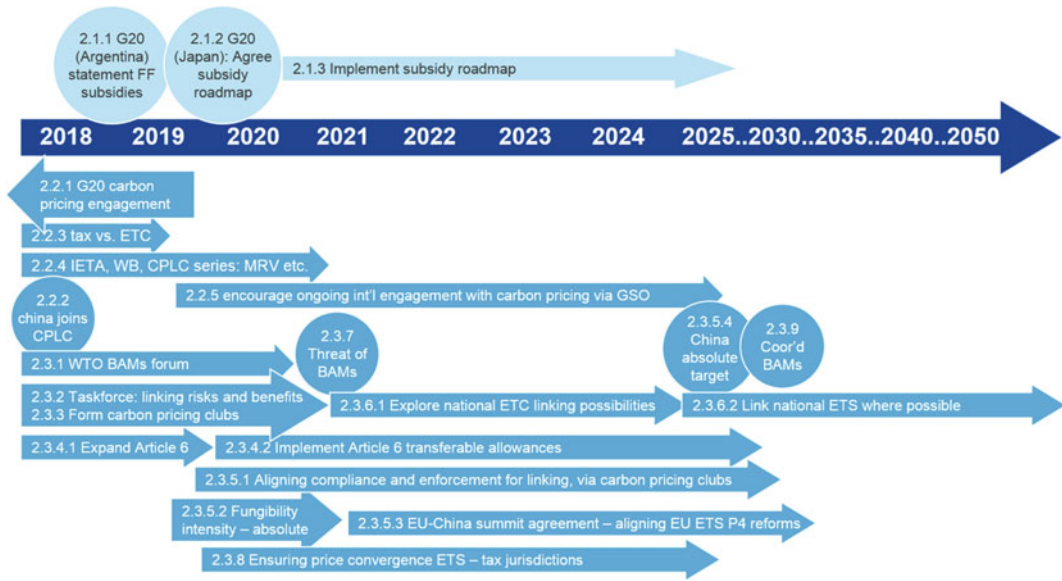 2.1.1 G20
(Argentina)
statement FF
subsidies
2.1.2 G20
(Japan): Agree
subsidy
roadmap
2.1.3 Implement subsidy roadmap
2018 2019 2020 2021 2022 2023 2024 2025..2030..2035..2040..2050
2.2.1 G20 carbon
pricing engagement
2.2.3 tax vs. ETC
2.2.4 IETA, WB, CPLC series: MRV etc.
2.2.5 encourage ongoing int'l engagement with carbon pricing via GSO
2.2.2
china joins
CPLC
2.3.7
Threat of
BAMs
2.3.5.4
China
absolute
target
2.3.9
Coor'd
BAMs
2.3.1 WTO BAMs forum
2.3.2 Taskforce: linking risks and benefits
2.3.3 Form carbon pricing clubs
2.3.6.1 Explore national ETC linking possibilities
2.3.6.2 Link national ETS where possible
2.3.4.1 Expand Article 6
2.3.4.2 Implement Article 6 transferable allowances
2.3.5.1 Aligning compliance and enforcement for linking, via carbon pricing clubs
2.3.5.2 Fungibility
intensity – absolute
2.3.5.3 EU-China summit agreement – aligning EU ETS P4 reforms
2.3.8 Ensuring price convergence ETS – tax jurisdictions